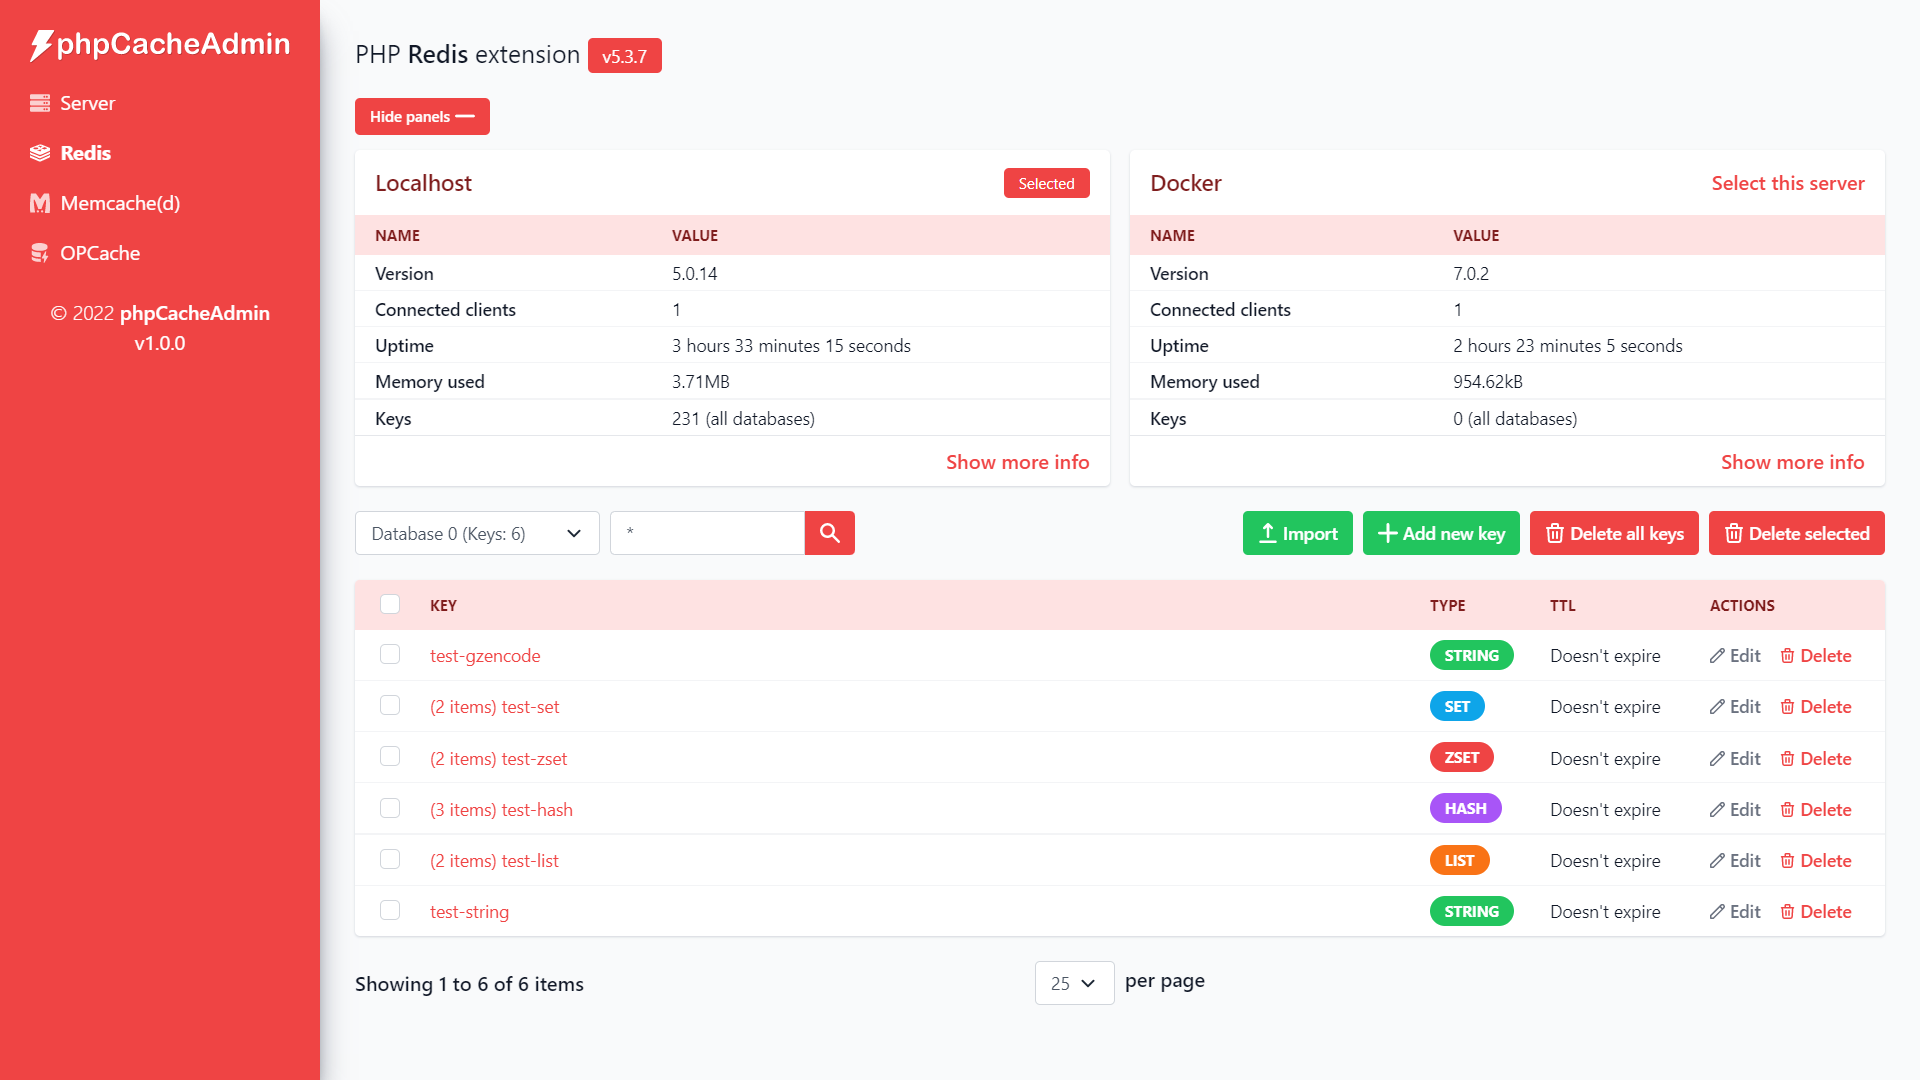 phpCacheAdmin
Server
Redis
Memcache(d)
OPCache
© 2022 phpCacheAdmin
v1.0.0
PHP Redis extension v5.3.7
Hide panels
Localhost Selected
NAME VALUE
Version 5.0.14
Connected clients 1
Uptime 3 hours 33 minutes 15 seconds
Memory used 3.71MB
Keys 231 (all databases)
Show more info
Docker Select this server
NAME VALUE
Version 7.0.2
Connected clients 1
Uptime 2 hours 23 minutes 5 seconds
Memory used 954.62kB
Keys 0 (all databases)
Show more info
Database 0 (Keys: 6) * Import Add new key Delete all keys Delete selected
KEY TYPE TTL ACTIONS
test-gzencode STRING Doesn't expire Edit Delete
(2 items) test-set SET Doesn't expire Edit Delete
(2 items) test-zset ZSET Doesn't expire Edit Delete
(3 items) test-hash HASH Doesn't expire Edit Delete
(2 items) test-list LIST Doesn't expire Edit Delete
test-string STRING Doesn't expire Edit Delete
Showing 1 to 6 of 6 items 25 per page